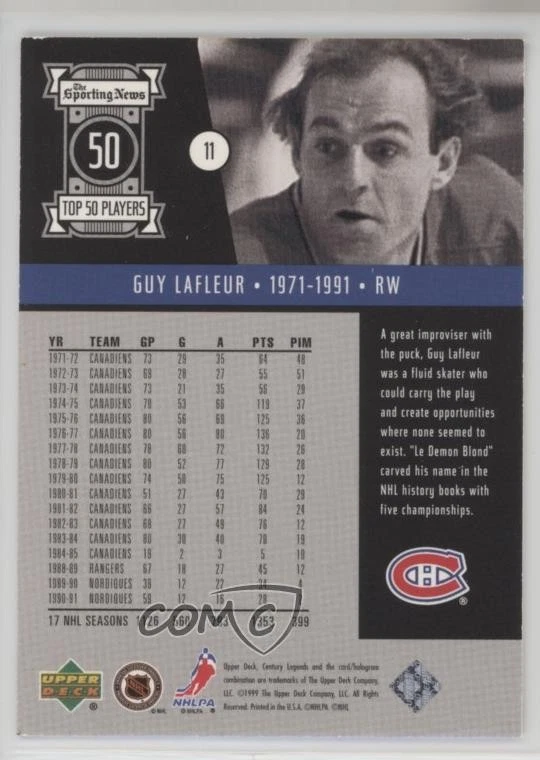 The
Sporting News
50
TOP 50 PLAYERS
11
GUY LAFLEUR • 1971-1991 • RW
YR TEAM GP G A PTS PIM
1971-72 CANADIENS 73 29 35 64 48
1972-73 CANADIENS 69 28 27 55 51
1973-74 CANADIENS 73 21 35 56 29
1974-75 CANADIENS 70 53 66 119 37
1975-76 CANADIENS 80 56 69 125 36
1976-77 CANADIENS 80 56 80 136 20
1977-78 CANADIENS 78 60 72 132 26
1978-79 CANADIENS 80 52 77 129 28
1979-80 CANADIENS 74 50 75 125 12
1980-81 CANADIENS 51 27 43 70 29
1981-82 CANADIENS 66 27 57 84 24
1982-83 CANADIENS 68 27 49 76 12
1983-84 CANADIENS 80 30 40 70 19
1984-85 CANADIENS 19 2 3 5 10
1988-89 RANGERS 67 18 27 45 12
1989-90 NORDIQUES 39 12 22 34 4
1990-91 NORDIQUES 59 12 16 28
17 NHL SEASONS 1126 560 793 1353 399
A great improviser with
the puck, Guy Lafleur
was a fluid skater who
could carry the play
and create opportunities
where none seemed to
exist. "Le Demon Blond"
carved his name in the
NHL history books with
five championships.
CH
®
COMC
UPPER
DECK
®
© NHL
NHLPA
© NHLPA
Upper Deck, Century Legends and the card/hologram
combination are trademarks of The Upper Deck Company,
LLC. ©1999 The Upper Deck Company, LLC. All Rights
Reserved. Printed in the U.S.A. ©NHLPA ©NHL